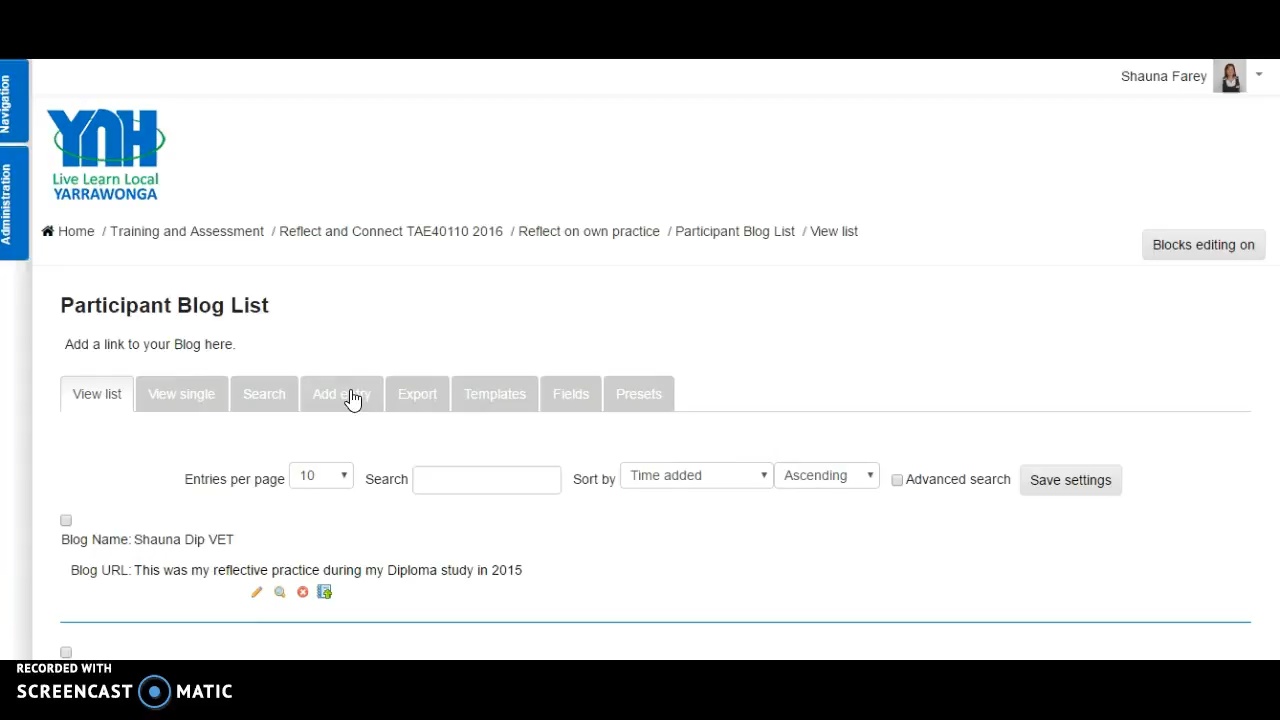 Shauna Farey
Navigation
Administration
YNH
Live Learn Local
YARRAWONGA
Home / Training and Assessment / Reflect and Connect TAE40110 2016 / Reflect on own practice / Participant Blog List / View list
Blocks editing on
Participant Blog List
Add a link to your Blog here.
View list View single Search Add entry Export Templates Fields Presets
Entries per page 10 Search Sort by Time added Ascending Advanced search Save settings
Blog Name: Shauna Dip VET
Blog URL: This was my reflective practice during my Diploma study in 2015
RECORDED WITH
SCREENCAST MATIC